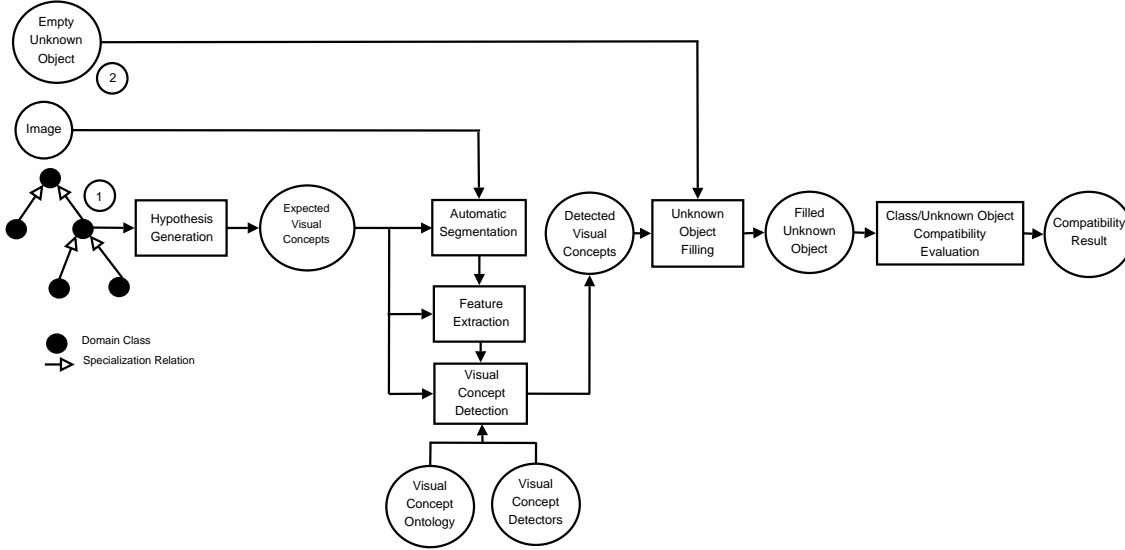 Empty
Unknown
Object
2
Image
1
Hypothesis
Generation
Expected
Visual
Concepts
Automatic
Segmentation
Feature
Extraction
Visual
Concept
Detection
Visual
Concept
Ontology
Visual
Concept
Detectors
Detected
Visual
Concepts
Unknown
Object
Filling
Filled
Unknown
Object
Class/Unknown Object
Compatibility
Evaluation
Compatibility
Result
Domain Class
Specialization Relation